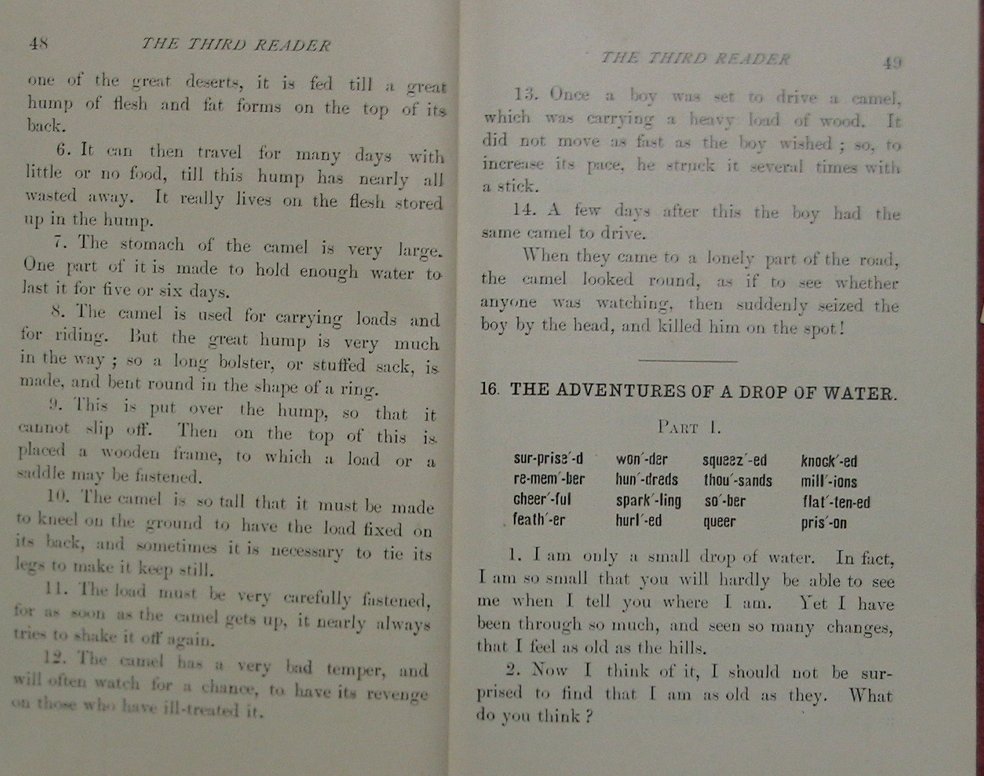 48 THE THIRD READER
one of the great deserts, it is fed till a great
hump of flesh and fat forms on the top of its
back.
6. It can then travel for many days with
little or no food, till this hump has nearly all
wasted away. It really lives on the flesh stored
up in the hump.
7. The stomach of the camel is very large.
One part of it is made to hold enough water to
last it for five or six days.
8. The camel is used for carrying loads and
for riding. But the great hump is very much
in the way ; so a long bolster, or stuffed sack, is
made, and bent round in the shape of a ring.
9. This is put over the hump, so that it
cannot slip off. Then on the top of this is
placed a wooden frame, to which a load or a
saddle may be fastened.
10. The camel is so tall that it must be made
to kneel on the ground to have the load fixed on
its back, and sometimes it is necessary to tie its
legs to make it keep still.
11. The load must be very carefully fastened,
for as soon as the camel gets up, it nearly always
tries to shake it off again.
12. The camel has a very bad temper, and
will often watch for a chance, to have its revenge
on those who have ill-treated it.
THE THIRD READER 49
13. Once a boy was set to drive a camel,
which was carrying a heavy load of wood. It
did not move as fast as the boy wished ; so, to
increase its pace, he struck it several times with
a stick.
14. A few days after this the boy had the
same camel to drive.
When they came to a lonely part of the road,
the camel looked round, as if to see whether
anyone was watching, then suddenly seized the
boy by the head, and killed him on the spot!
16. THE ADVENTURES OF A DROP OF WATER.
PART I.
sur-prise´-d won´-der squeez´-ed knock´-ed
re-mem´-ber hun´-dreds thou´-sands mill´-ions
cheer´-ful spark´-ling so´-ber flat´-ten-ed
feath´-er hurl´-ed queer pris´-on
1. I am only a small drop of water. In fact,
I am so small that you will hardly be able to see
me when I tell you where I am. Yet I have
been through so much, and seen so many changes,
that I feel as old as the hills.
2. Now I think of it, I should not be sur-
prised to find that I am as old as they. What
do you think ?